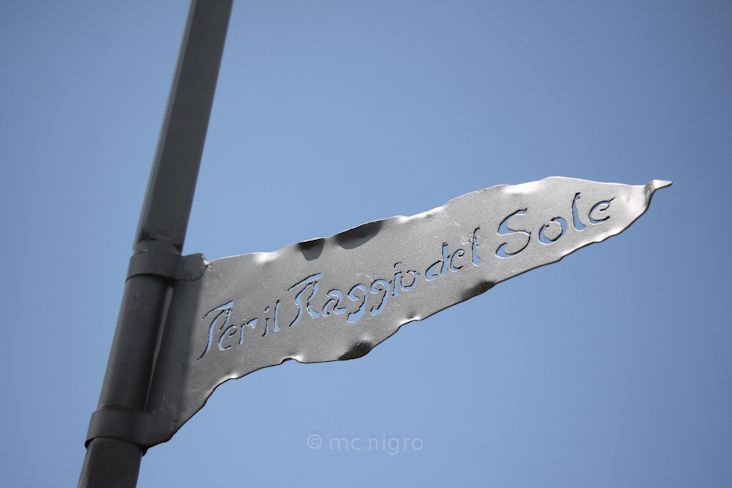 Per il Raggio del Sole
© mc.nigro